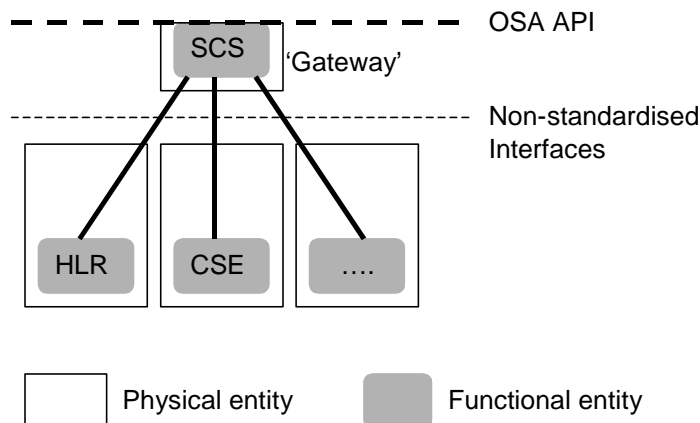 OSA API
SCS
‘Gateway’
Non-standardised
Interfaces
HLR
CSE
….
Physical entity
Functional entity